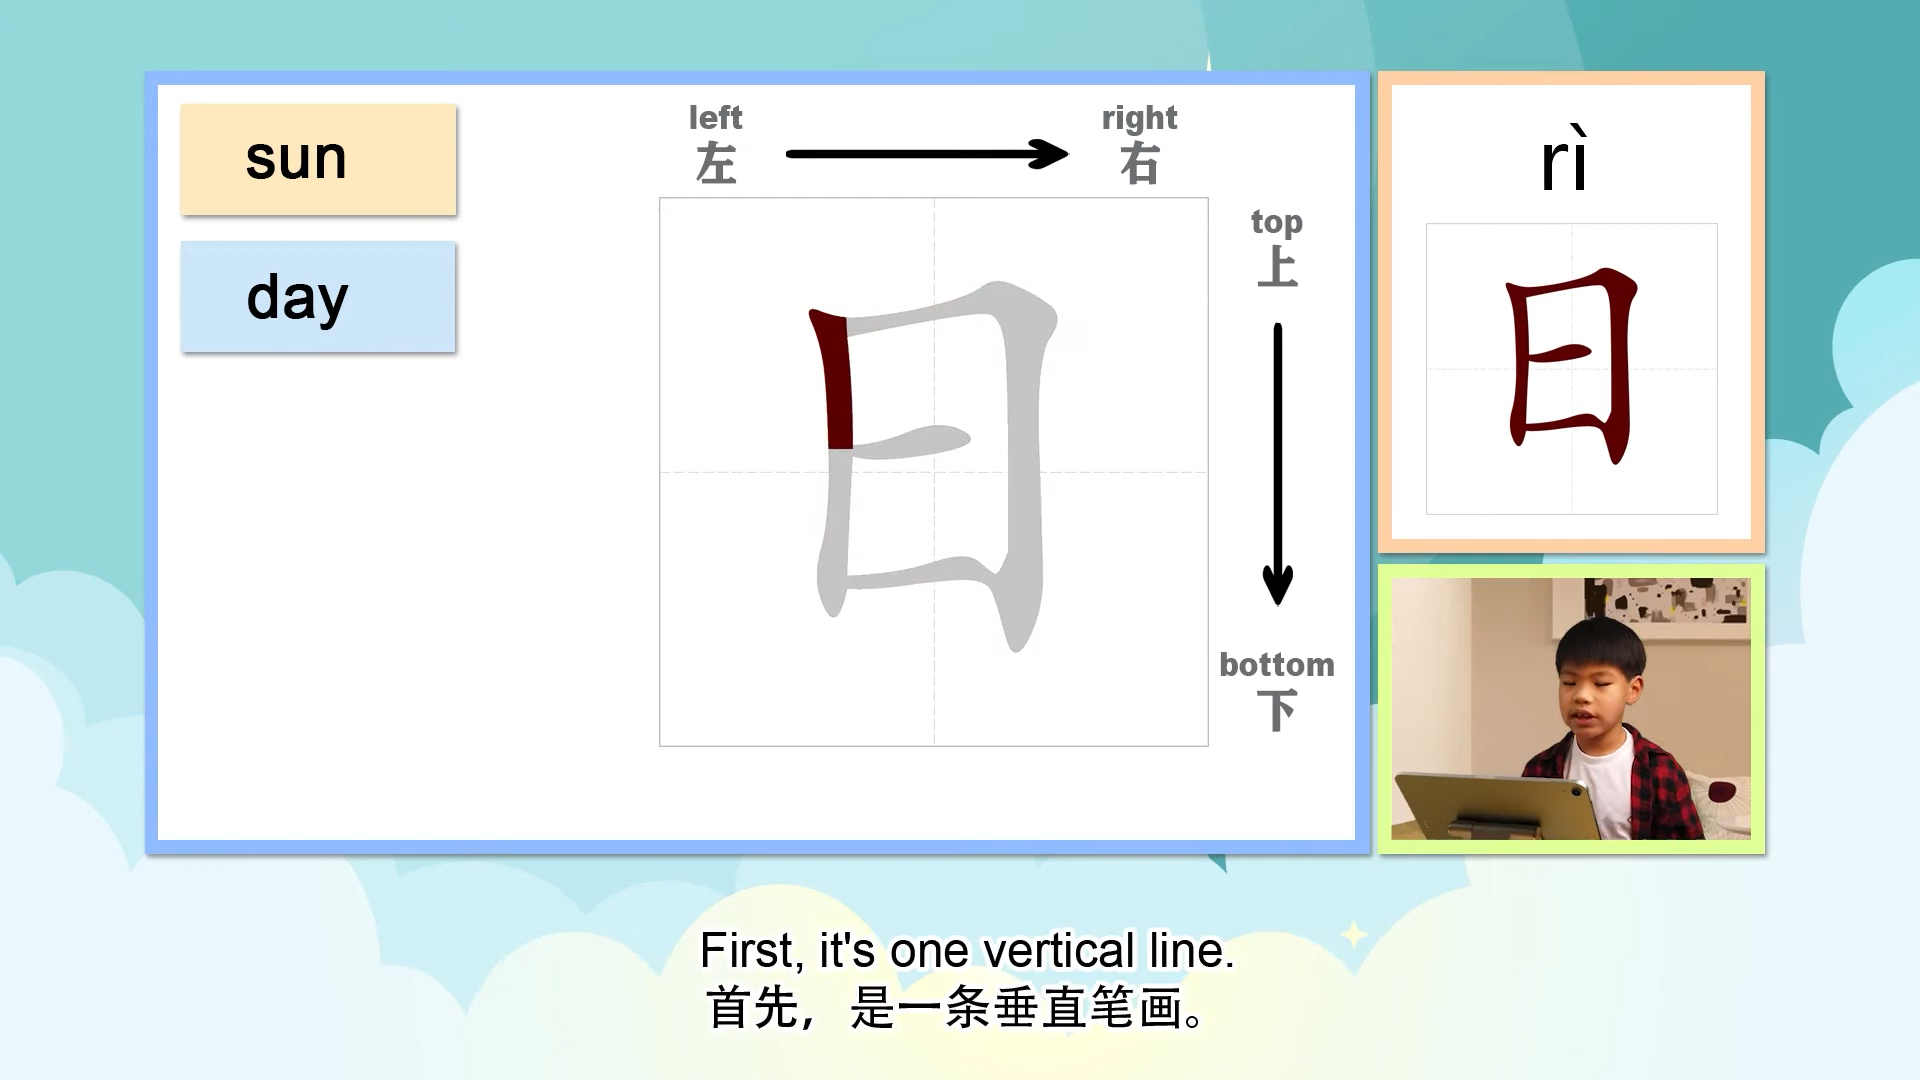 sun
day
left
左
right
右
top
上
bottom
下
日
rì
日
First, it's one vertical line.
首先，是一条垂直笔画。